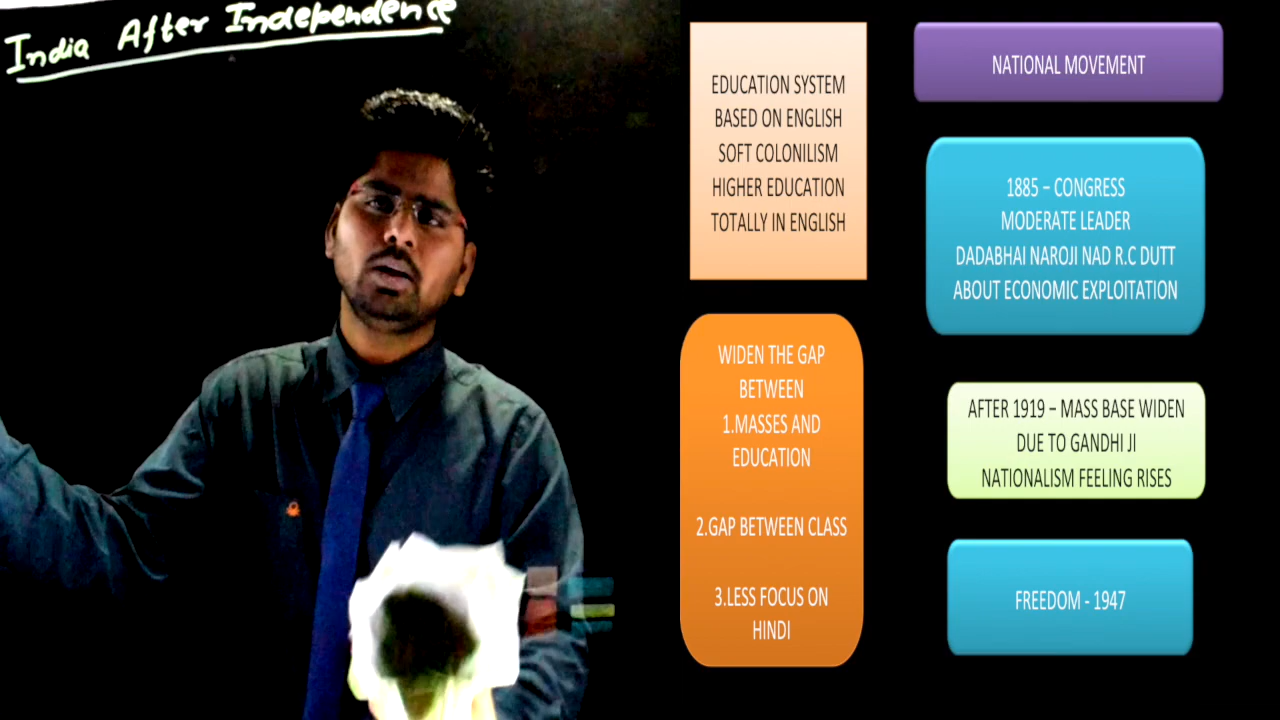 India After Independence
EDUCATION SYSTEM
BASED ON ENGLISH
SOFT COLONILISM
HIGHER EDUCATION
TOTALLY IN ENGLISH
WIDEN THE GAP
BETWEEN
1.MASSES AND
EDUCATION
2.GAP BETWEEN CLASS
3.LESS FOCUS ON
HINDI
NATIONAL MOVEMENT
1885 – CONGRESS
MODERATE LEADER
DADABHAI NAROJI NAD R.C DUTT
ABOUT ECONOMIC EXPLOITATION
AFTER 1919 – MASS BASE WIDEN
DUE TO GANDHI JI
NATIONALISM FEELING RISES
FREEDOM - 1947